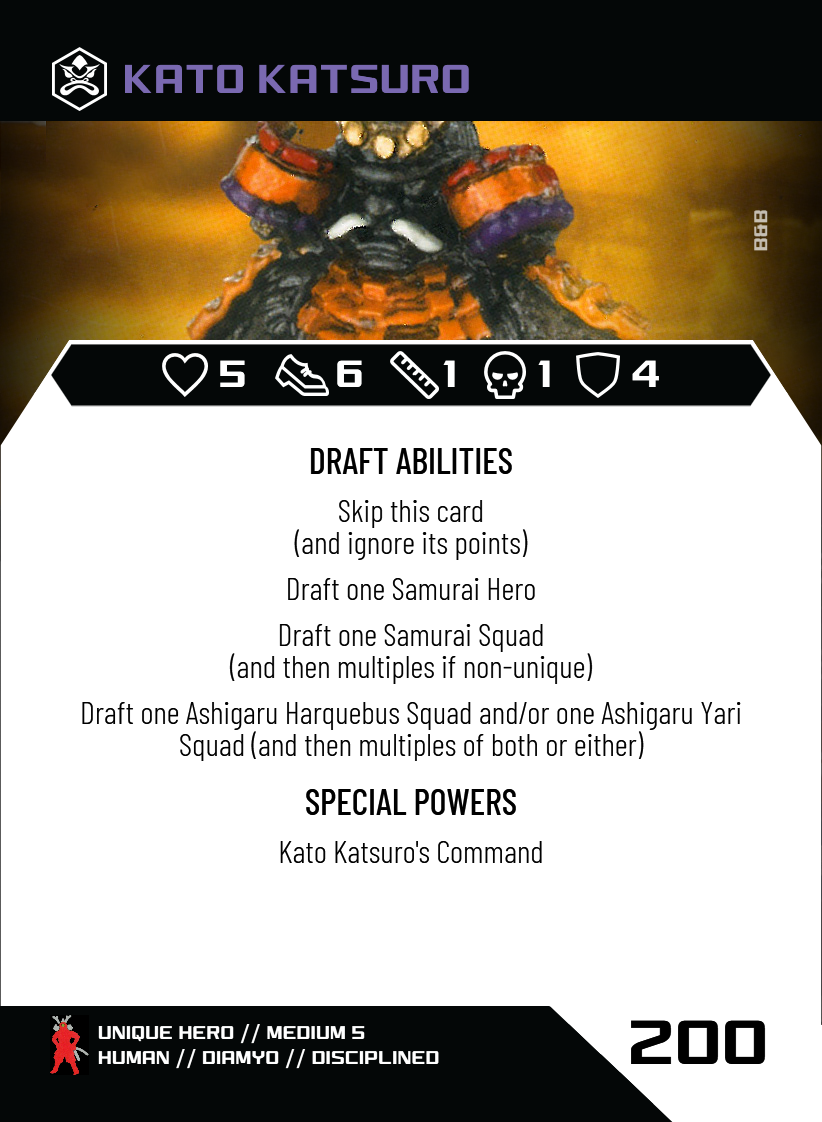 KATO KATSURO
B&B
5 6 1 1 4
DRAFT ABILITIES
Skip this card
(and ignore its points)
Draft one Samurai Hero
Draft one Samurai Squad
(and then multiples if non-unique)
Draft one Ashigaru Harquebus Squad and/or one Ashigaru Yari
Squad (and then multiples of both or either)
SPECIAL POWERS
Kato Katsuro's Command
UNIQUE HERO // MEDIUM 5
HUMAN // DIAMYO // DISCIPLINED
200